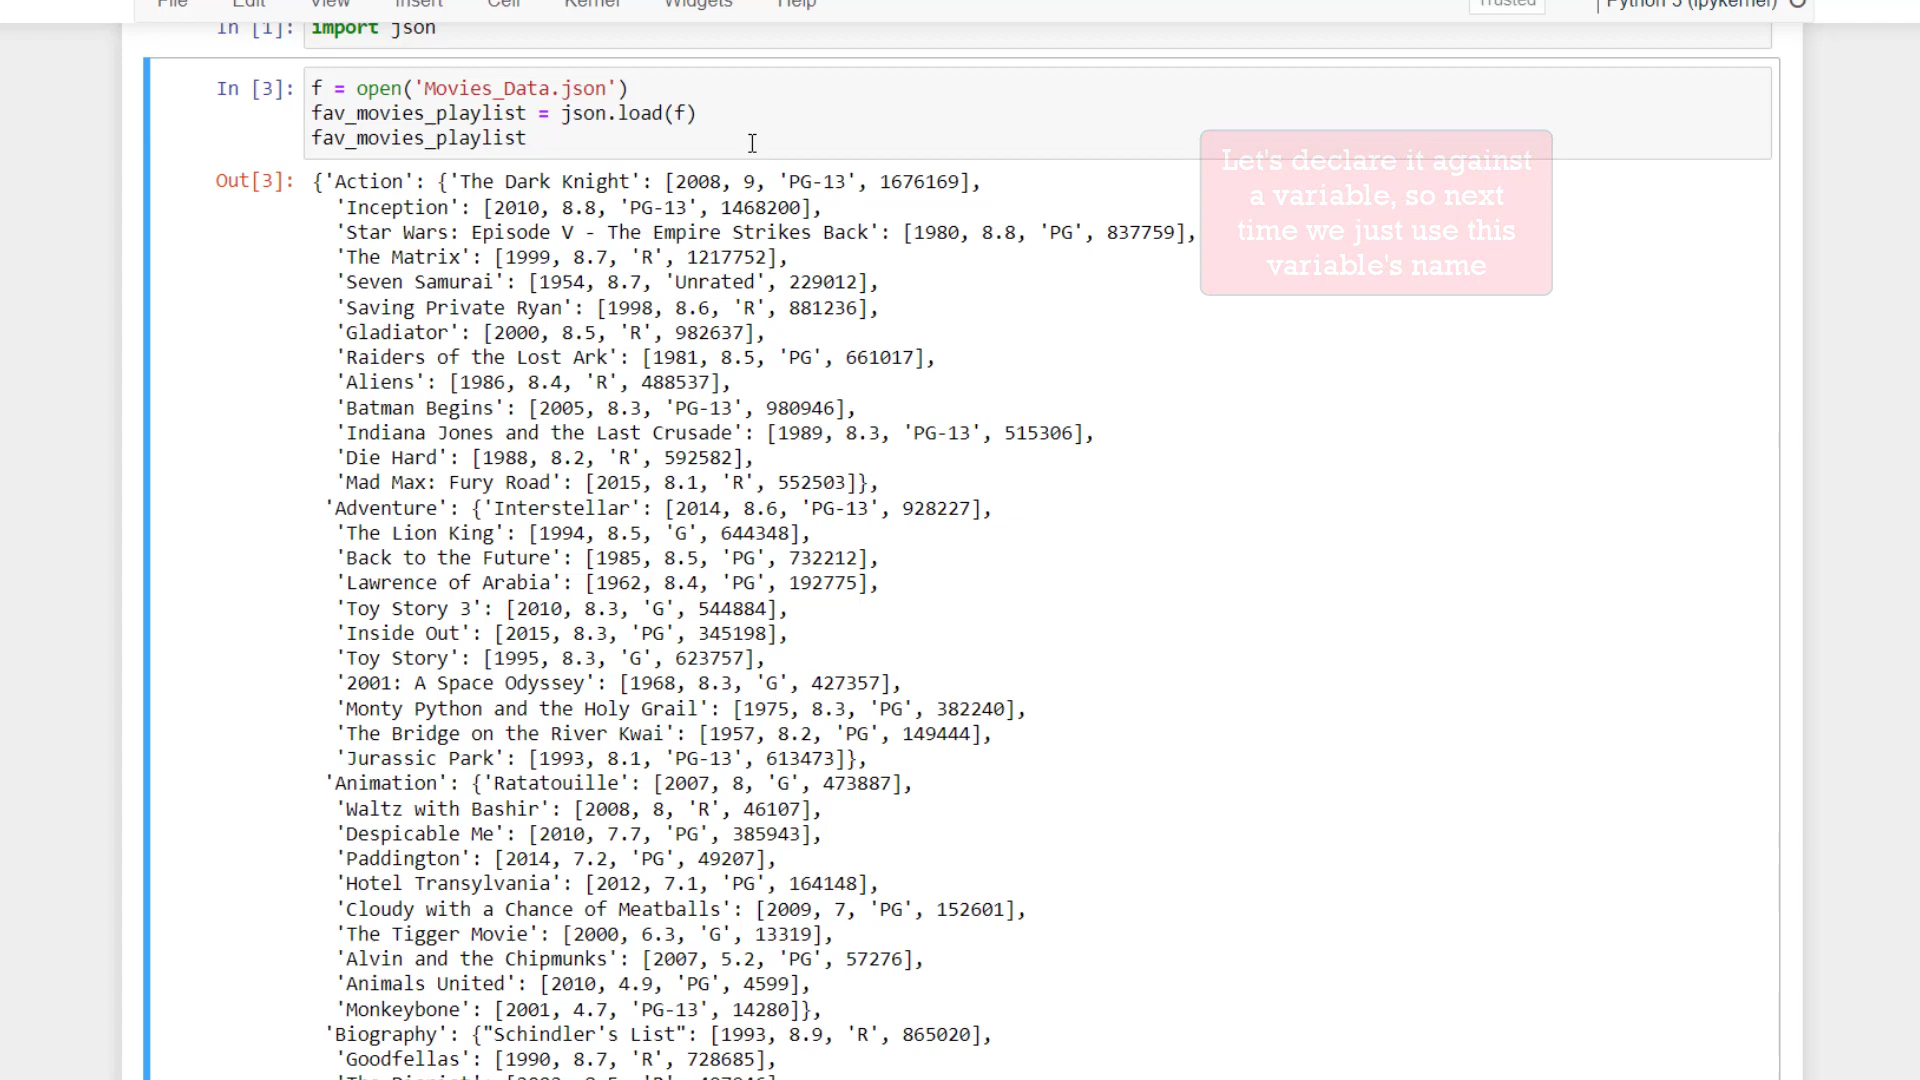 File Edit View Insert Cell Kernel Widgets Help Trusted Python 3 (ipykernel)
In [1]: import json
In [3]: f = open('Movies_Data.json')
fav_movies_playlist = json.load(f)
fav_movies_playlist
Let's declare it against
a variable, so next
time we just use this
variable's name
Out[3]: {'Action': {'The Dark Knight': [2008, 9, 'PG-13', 1676169],
'Inception': [2010, 8.8, 'PG-13', 1468200],
'Star Wars: Episode V - The Empire Strikes Back': [1980, 8.8, 'PG', 837759],
'The Matrix': [1999, 8.7, 'R', 1217752],
'Seven Samurai': [1954, 8.7, 'Unrated', 229012],
'Saving Private Ryan': [1998, 8.6, 'R', 881236],
'Gladiator': [2000, 8.5, 'R', 982637],
'Raiders of the Lost Ark': [1981, 8.5, 'PG', 661017],
'Aliens': [1986, 8.4, 'R', 488537],
'Batman Begins': [2005, 8.3, 'PG-13', 980946],
'Indiana Jones and the Last Crusade': [1989, 8.3, 'PG-13', 515306],
'Die Hard': [1988, 8.2, 'R', 592582],
'Mad Max: Fury Road': [2015, 8.1, 'R', 552503]},
'Adventure': {'Interstellar': [2014, 8.6, 'PG-13', 928227],
'The Lion King': [1994, 8.5, 'G', 644348],
'Back to the Future': [1985, 8.5, 'PG', 732212],
'Lawrence of Arabia': [1962, 8.4, 'PG', 192775],
'Toy Story 3': [2010, 8.3, 'G', 544884],
'Inside Out': [2015, 8.3, 'PG', 345198],
'Toy Story': [1995, 8.3, 'G', 623757],
'2001: A Space Odyssey': [1968, 8.3, 'G', 427357],
'Monty Python and the Holy Grail': [1975, 8.3, 'PG', 382240],
'The Bridge on the River Kwai': [1957, 8.2, 'PG', 149444],
'Jurassic Park': [1993, 8.1, 'PG-13', 613473]},
'Animation': {'Ratatouille': [2007, 8, 'G', 473887],
'Waltz with Bashir': [2008, 8, 'R', 46107],
'Despicable Me': [2010, 7.7, 'PG', 385943],
'Paddington': [2014, 7.2, 'PG', 49207],
'Hotel Transylvania': [2012, 7.1, 'PG', 164148],
'Cloudy with a Chance of Meatballs': [2009, 7, 'PG', 152601],
'The Tigger Movie': [2000, 6.3, 'G', 13319],
'Alvin and the Chipmunks': [2007, 5.2, 'PG', 57276],
'Animals United': [2010, 4.9, 'PG', 4599],
'Monkeybone': [2001, 4.7, 'PG-13', 14280]},
'Biography': {"Schindler's List": [1993, 8.9, 'R', 865020],
'Goodfellas': [1990, 8.7, 'R', 728685],